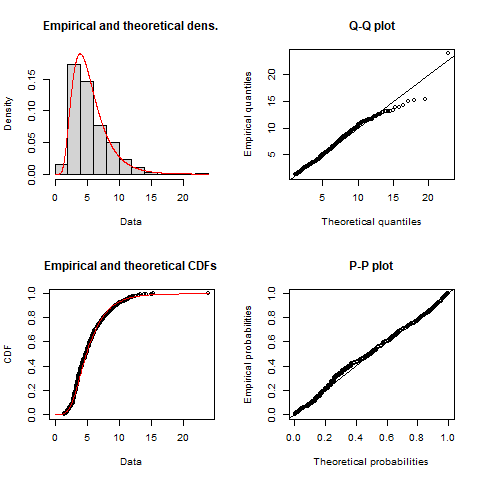 Empirical and theoretical dens.
Density
0.00 0.05 0.10 0.15
0 5 10 15 20
Data
Q-Q plot
Empirical quantiles
5 10 15 20
5 10 15 20
Theoretical quantiles
Empirical and theoretical CDFs
CDF
0.0 0.2 0.4 0.6 0.8 1.0
0 5 10 15 20
Data
P-P plot
Empirical probabilities
0.0 0.2 0.4 0.6 0.8 1.0
0.0 0.2 0.4 0.6 0.8 1.0
Theoretical probabilities